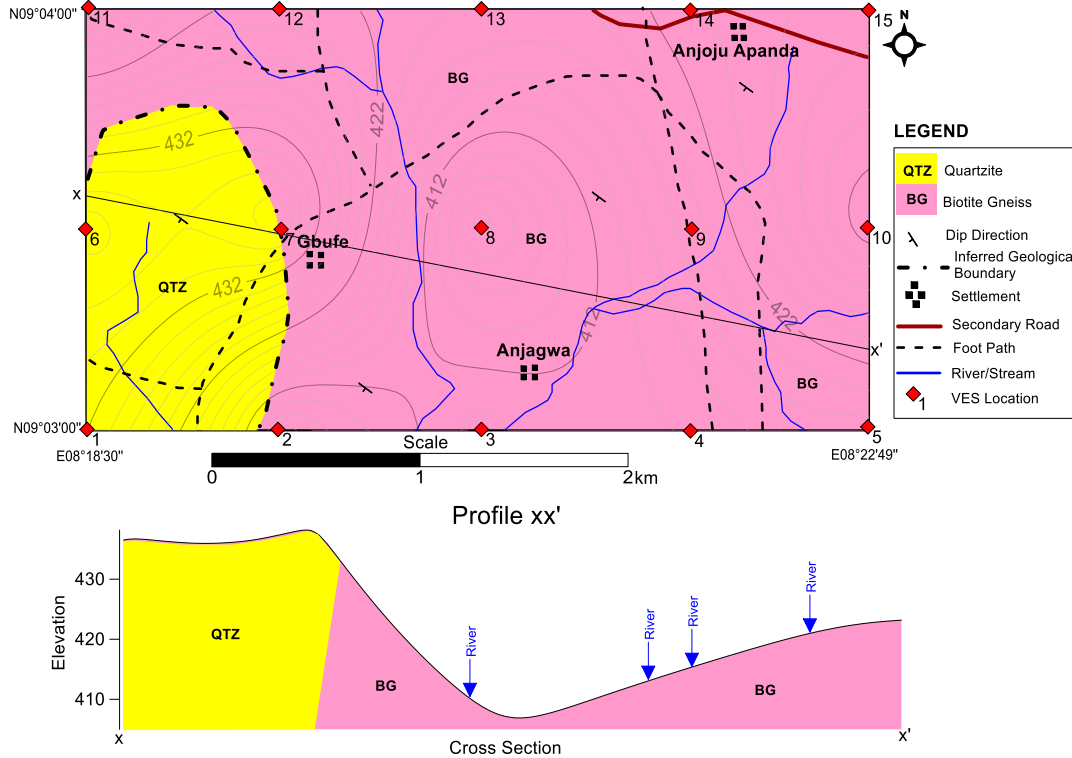 N09°04'00"
11
12
13
14
15
N
Anjoju Apanda
BG
422
432
412
x
6
7
Gbufe
8
BG
9
10
QTZ
432
412
422
x'
Anjagwa
BG
N09°03'00"
1
2
3
4
5
E08°18'30"
E08°22'49"
Scale
0
1
2km
LEGEND
QTZ Quartzite
BG Biotite Gneiss
Dip Direction
Inferred Geological
Boundary
Settlement
Secondary Road
Foot Path
River/Stream
1 VES Location
Profile xx'
Elevation
430
420
410
QTZ
BG
River
River
River
River
BG
x
x'
Cross Section